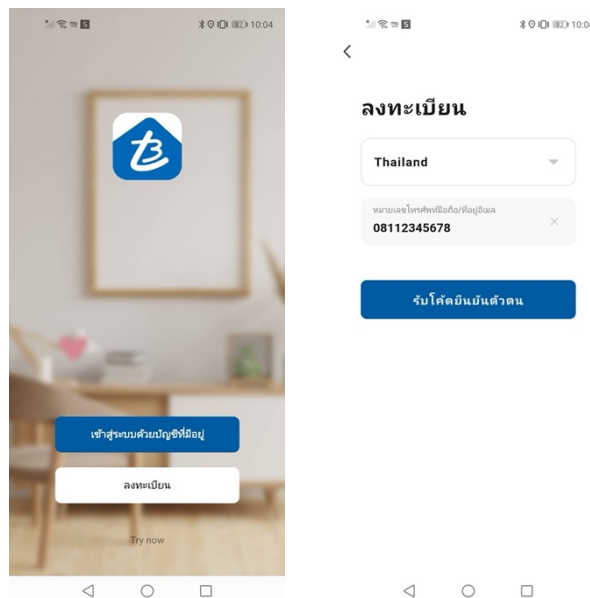 10:04
เข้าสู่ระบบด้วยบัญชีที่มีอยู่
ลงทะเบียน
Try now
10:04
ลงทะเบียน
Thailand
หมายเลขโทรศัพท์มือถือ/ที่อยู่อีเมล
08112345678
รับโค้ดยืนยันตัวตน